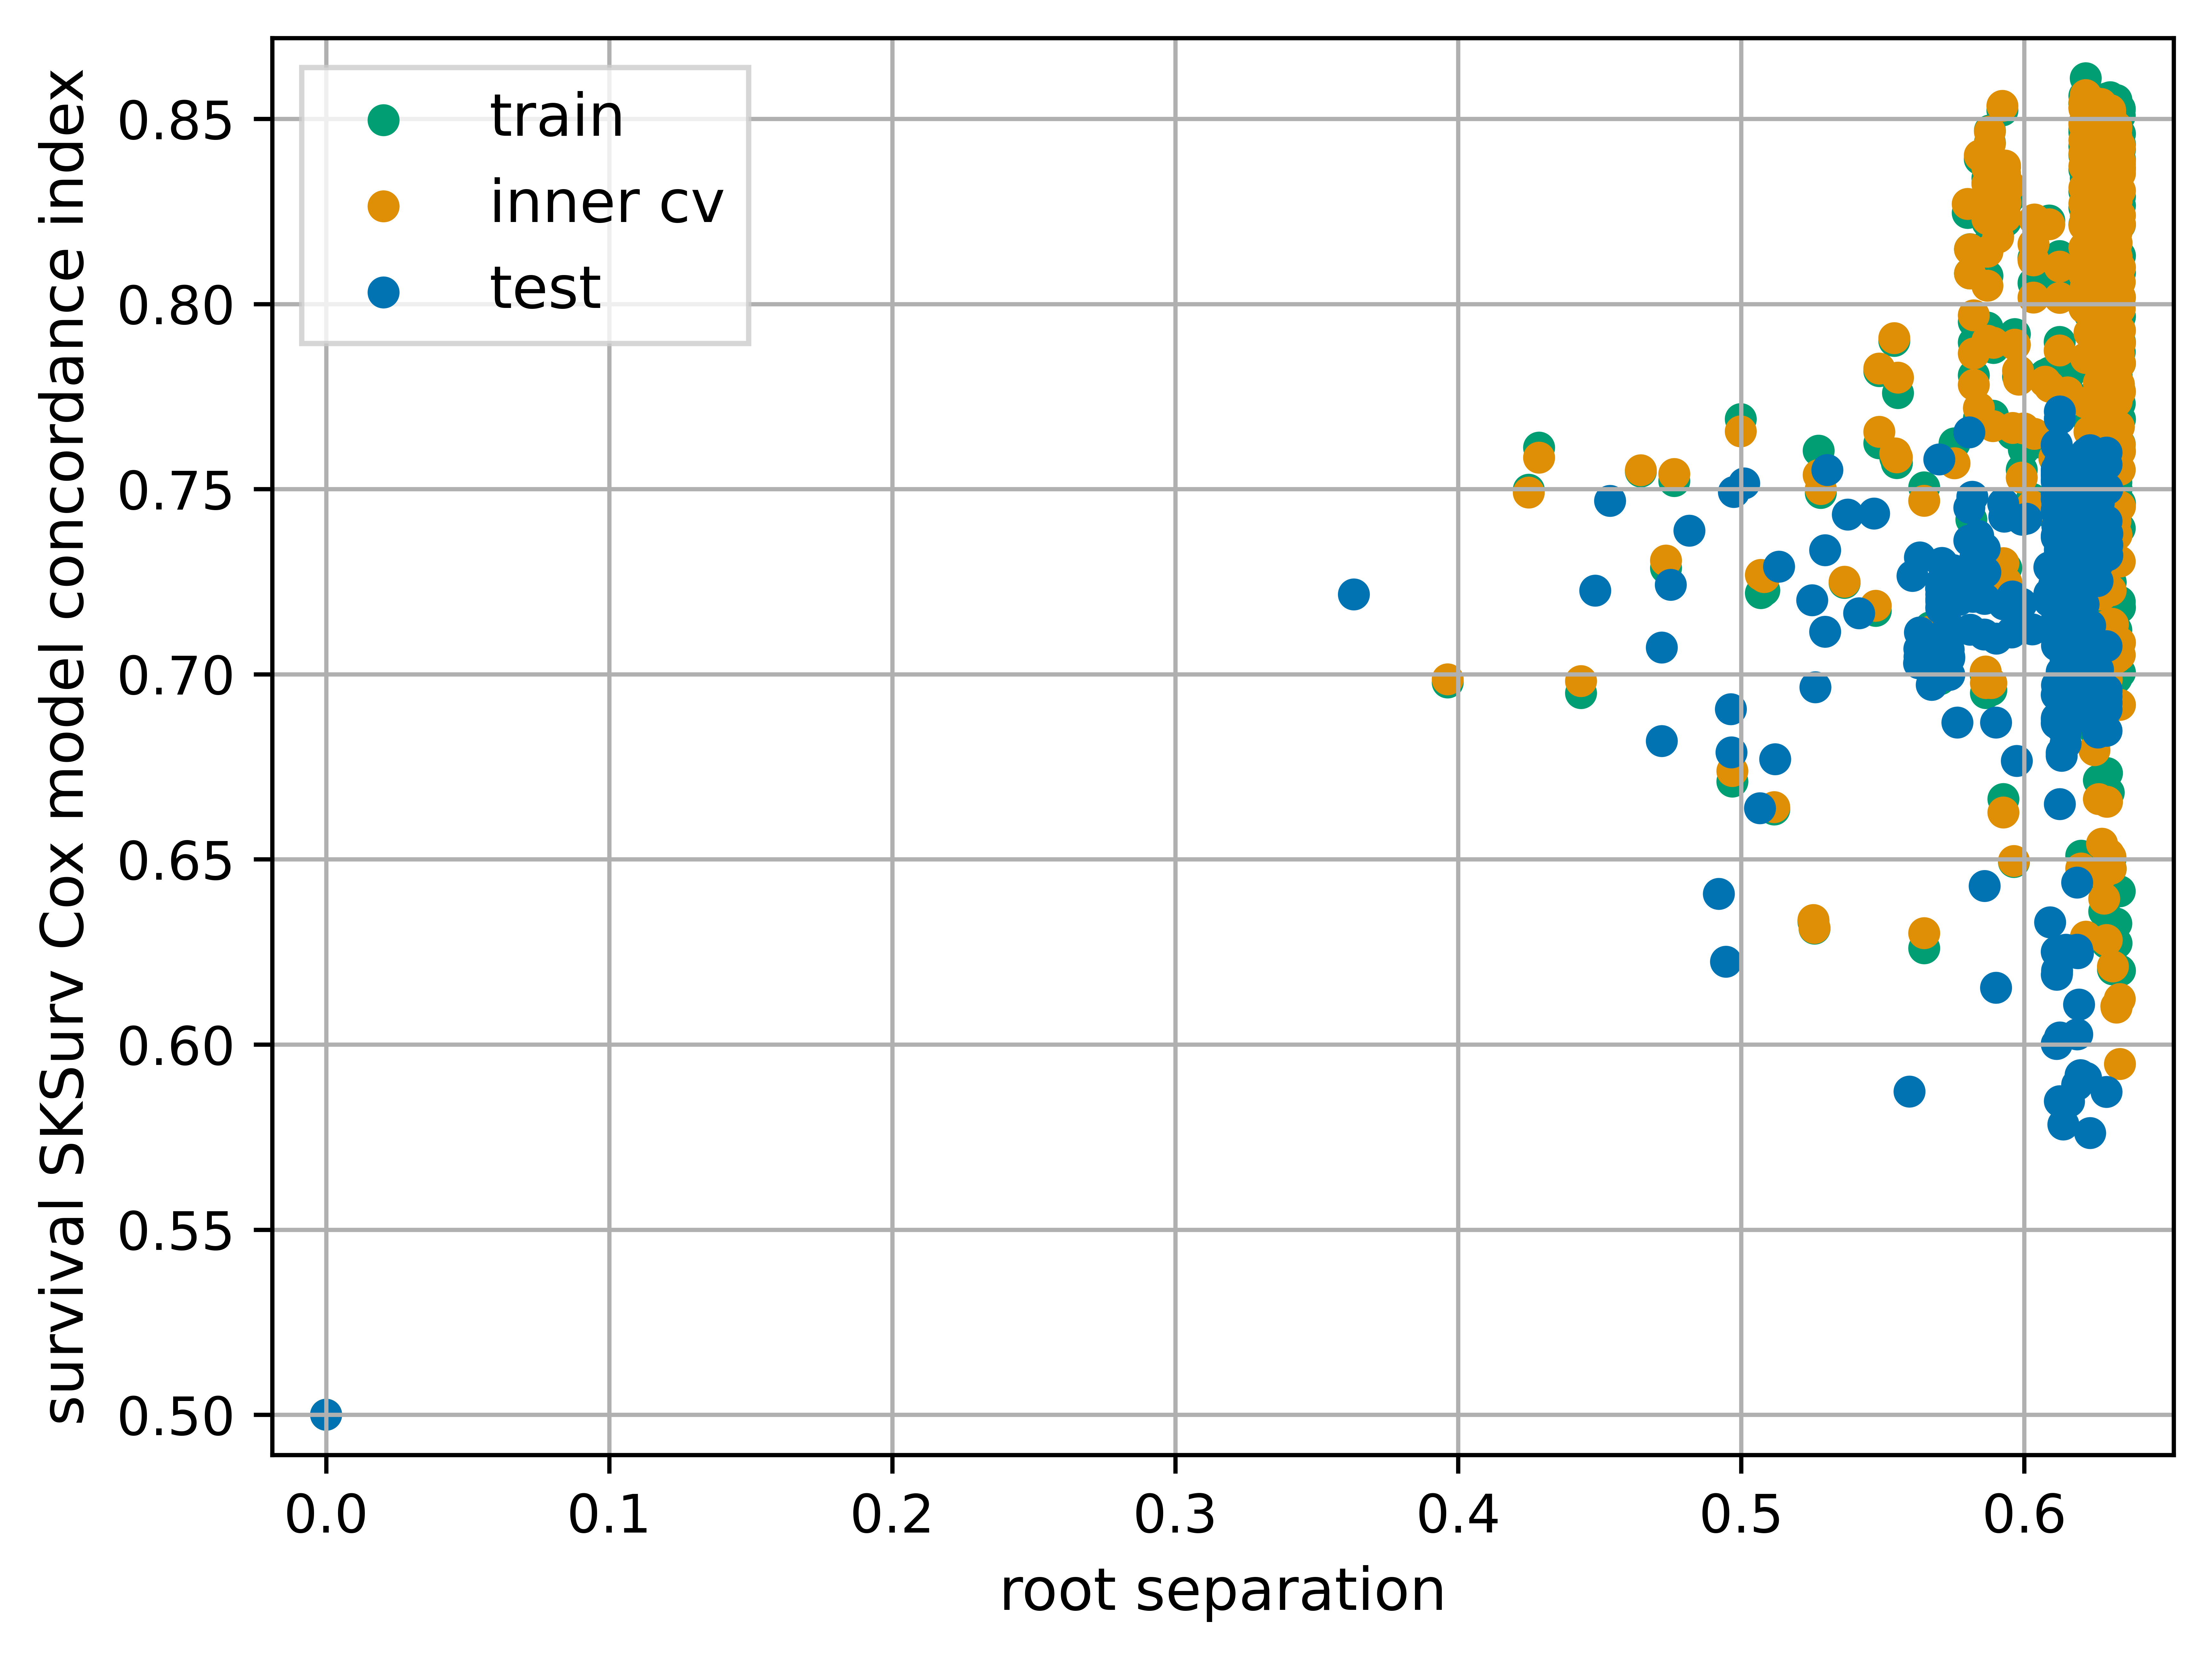 survival SKSurv Cox model concordance index
0.85
0.80
0.75
0.70
0.65
0.60
0.55
0.50
train
inner cv
test
0.0 0.1 0.2 0.3 0.4 0.5 0.6
root separation